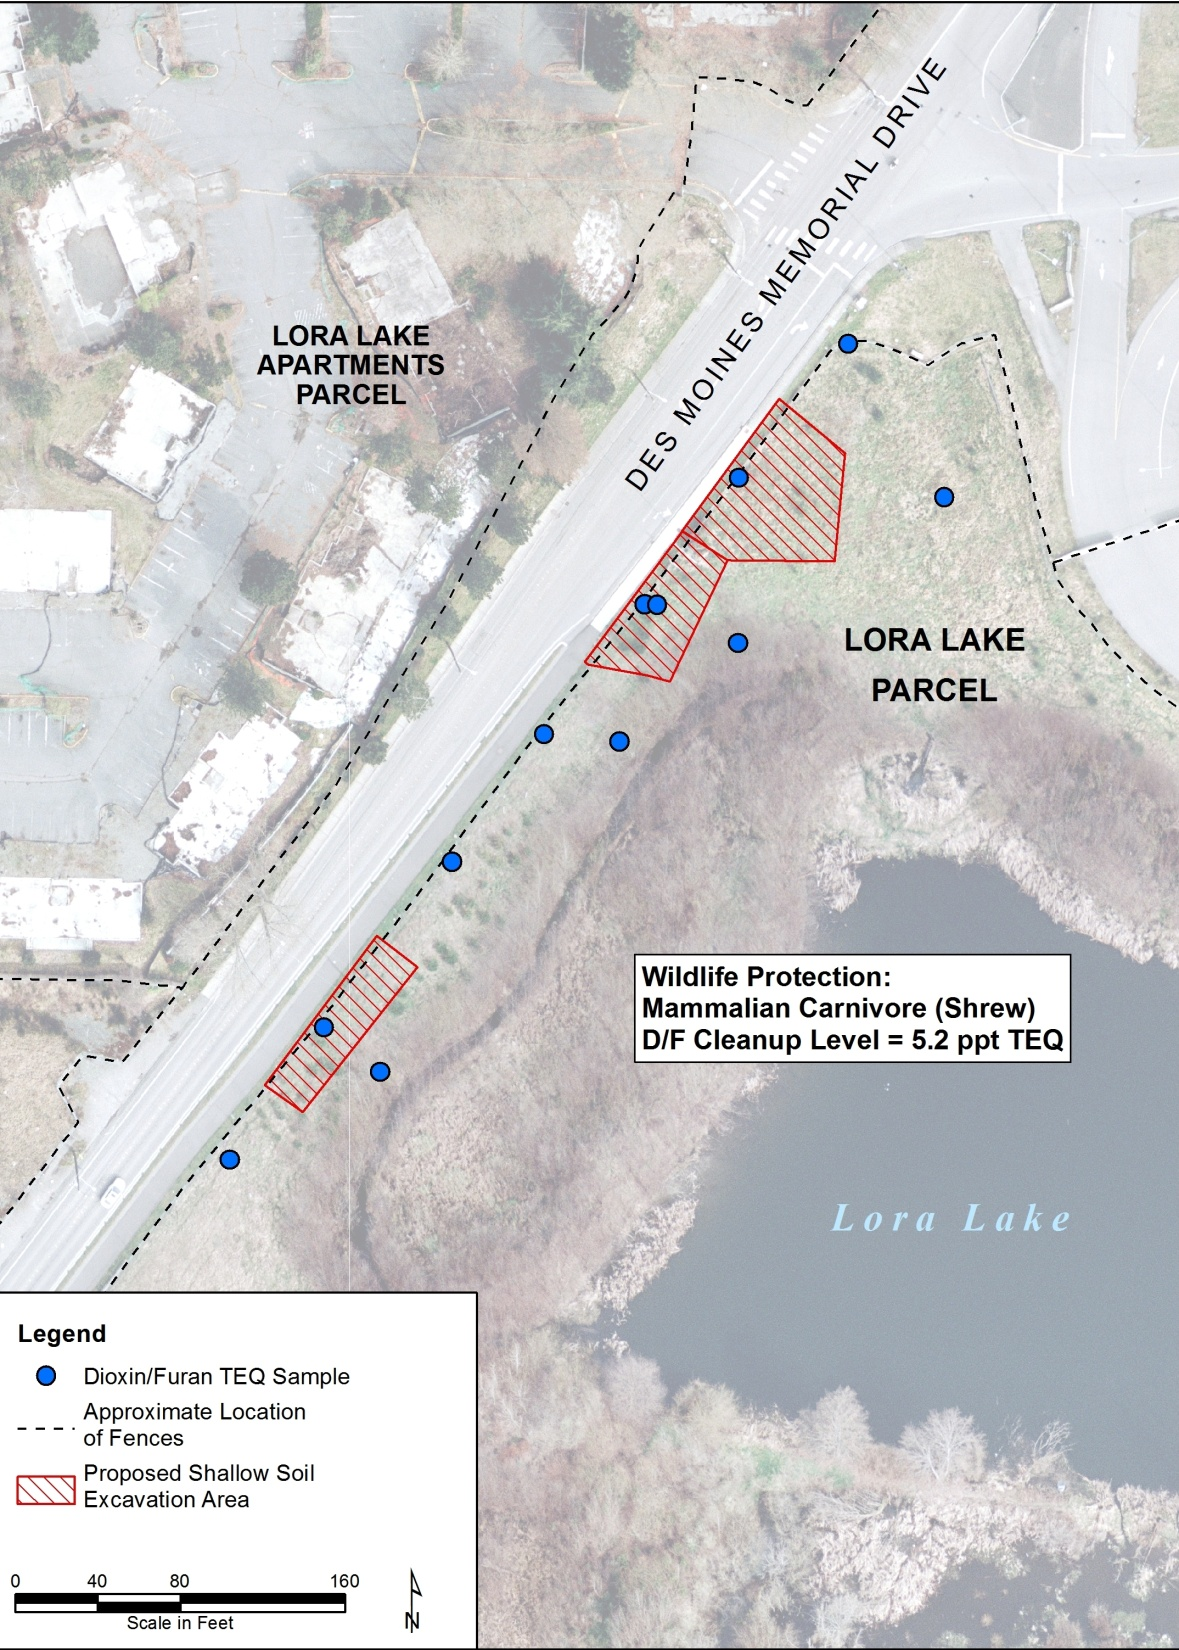 DES MOINES MEMORIAL DRIVE
LORA LAKE
APARTMENTS
PARCEL
LORA LAKE
PARCEL
Wildlife Protection:
Mammalian Carnivore (Shrew)
D/F Cleanup Level = 5.2 ppt TEQ
Lora Lake
Legend
Dioxin/Furan TEQ Sample
Approximate Location
of Fences
Proposed Shallow Soil
Excavation Area
0 40 80 160
Scale in Feet
N